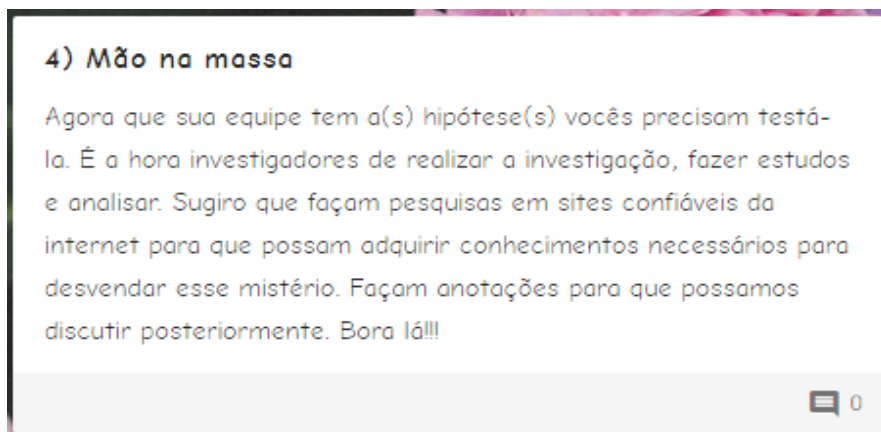 4) Mão na massa
Agora que sua equipe tem a(s) hipótese(s) vocês precisam testá-
la. É a hora investigadores de realizar a investigação, fazer estudos
e analisar. Sugiro que façam pesquisas em sites confiáveis da
internet para que possam adquirir conhecimentos necessários para
desvendar esse mistério. Façam anotações para que possamos
discutir posteriormente. Bora lá!!!
0